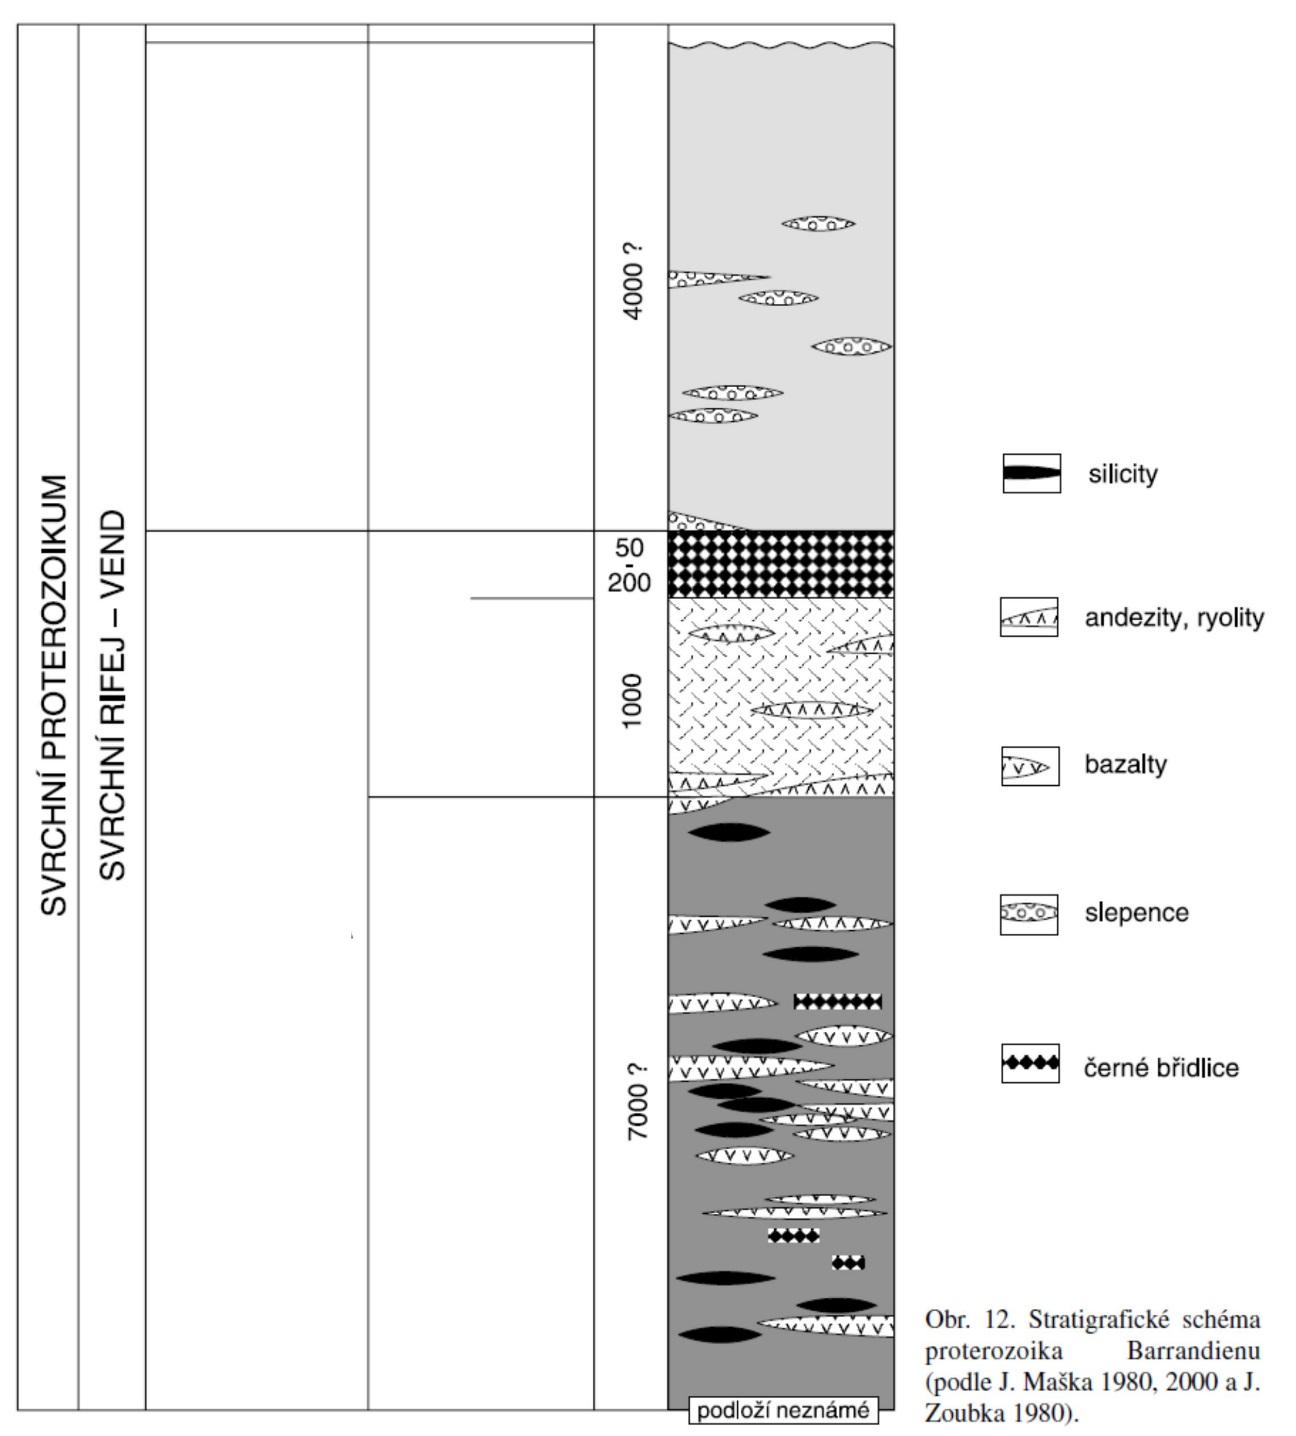 SVRCHNÍ PROTEROZOIKUM
SVRCHNÍ RIFEJ – VEND
4000 ?
50
-
200
1000
7000 ?
podloží neznámé
silicity
andezity, ryolity
bazalty
slepence
černé břidlice
Obr. 12. Stratigrafické schéma
proterozoika Barrandienu
(podle J. Maška 1980, 2000 a J.
Zoubka 1980).